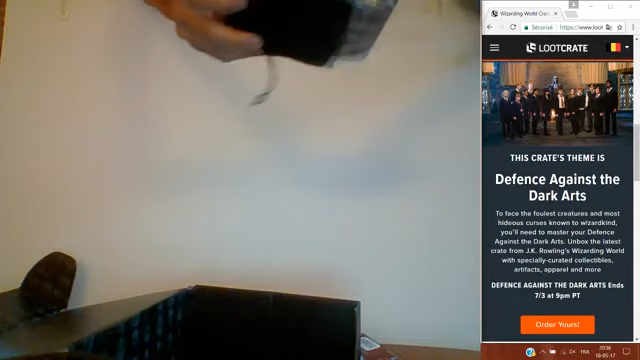 Wizarding World Crat
Sécurisé
https://www.loot
LOOTCRATE
THIS CRATE'S THEME IS
Defence Against the
Dark Arts
To face the foulest creatures and most
hideous curses known to wizardkind,
you'll need to master your Defence
Against the Dark Arts. Unbox the latest
crate from J.K. Rowling's Wizarding World
with specially-curated collectibles,
artifacts, apparel and more
DEFENCE AGAINST THE DARK ARTS Ends
7/3 at 9pm PT
Order Yours!
FRA
20:36
18-05-17